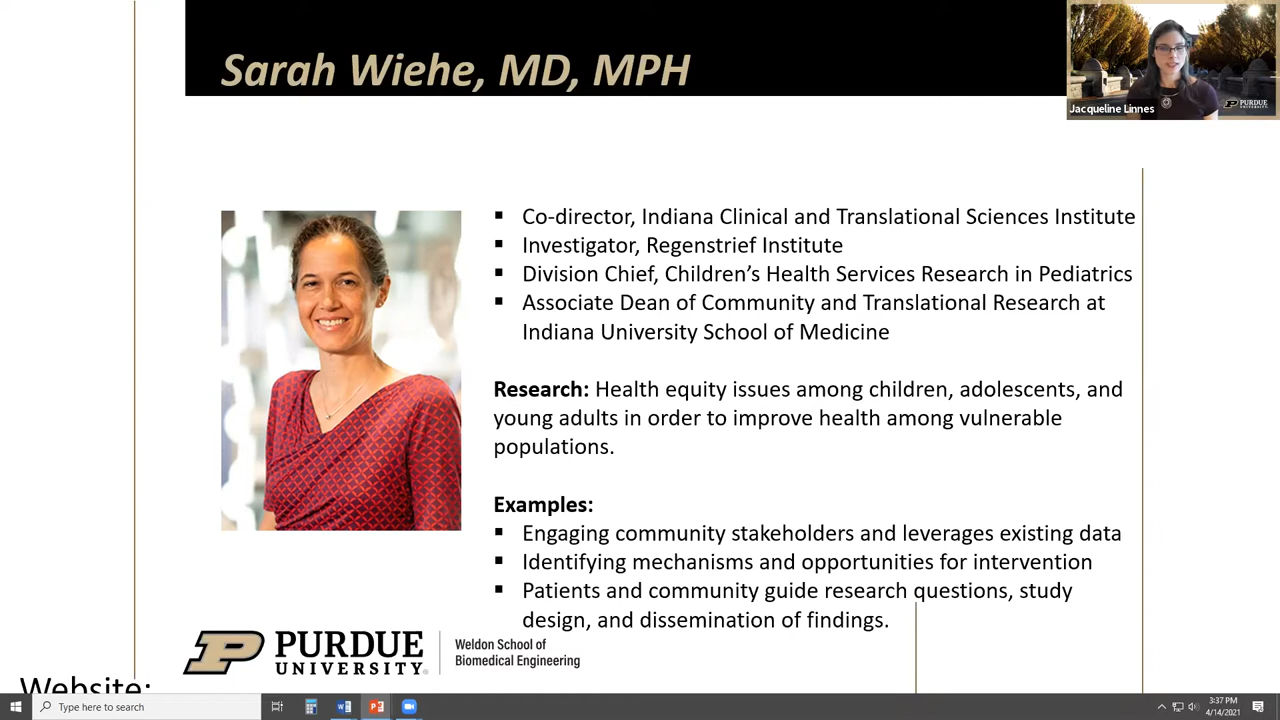 Sarah Wiehe, MD, MPH
Jacqueline Linnes
PURDUE
UNIVERSITY
▪ Co-director, Indiana Clinical and Translational Sciences Institute
▪ Investigator, Regenstrief Institute
▪ Division Chief, Children’s Health Services Research in Pediatrics
▪ Associate Dean of Community and Translational Research at
Indiana University School of Medicine
Research: Health equity issues among children, adolescents, and
young adults in order to improve health among vulnerable
populations.
Examples:
▪ Engaging community stakeholders and leverages existing data
▪ Identifying mechanisms and opportunities for intervention
▪ Patients and community guide research questions, study
design, and dissemination of findings.
PURDUE
UNIVERSITY®
Weldon School of
Biomedical Engineering
Website:
Type here to search
3:37 PM
4/14/2021